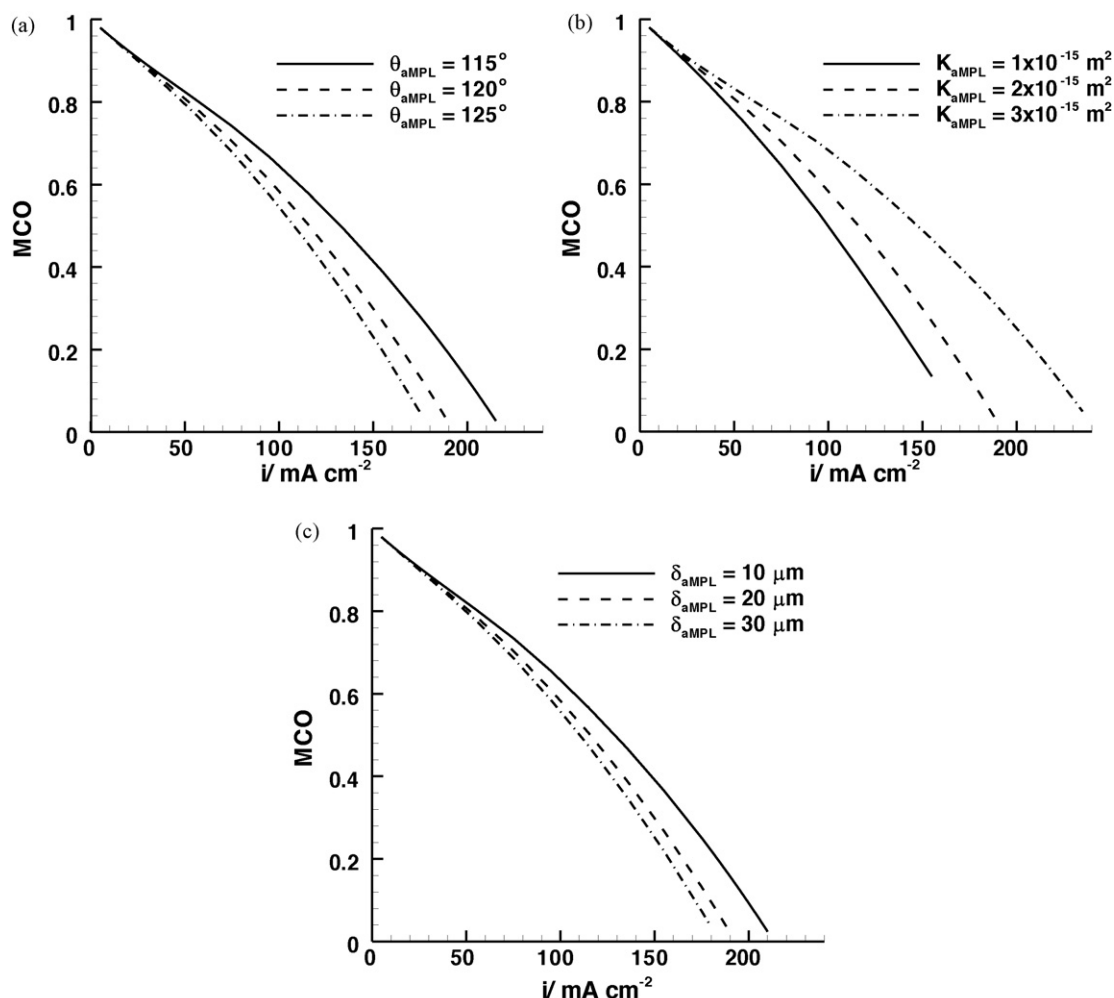 (a)
1
0.8
0.6
0.4
0.2
0
MCO
θaMPL = 115°
θaMPL = 120°
θaMPL = 125°
0 50 100 150 200
i/ mA cm-2
(b)
1
0.8
0.6
0.4
0.2
0
MCO
KaMPL = 1x10-15 m2
KaMPL = 2x10-15 m2
KaMPL = 3x10-15 m2
0 50 100 150 200
i/ mA cm-2
(c)
1
0.8
0.6
0.4
0.2
0
MCO
δaMPL = 10 μm
δaMPL = 20 μm
δaMPL = 30 μm
0 50 100 150 200
i/ mA cm-2